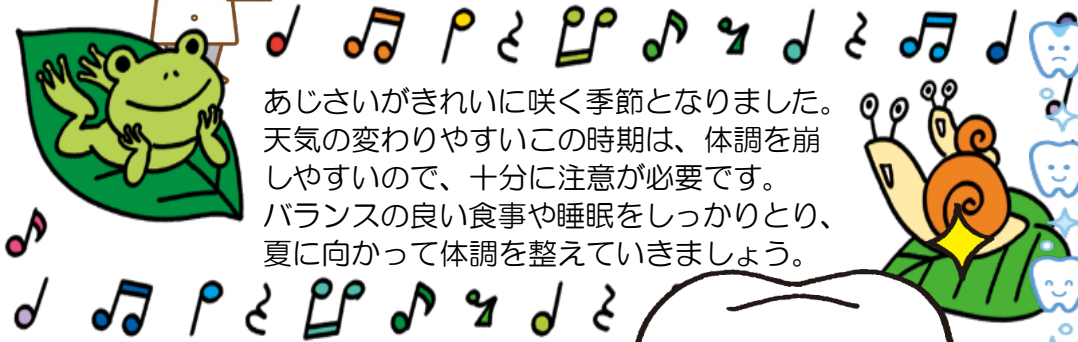 あじさいがきれいに咲く季節となりました。
天気の変わりやすいこの時期は、体調を崩
しやすいので、十分に注意が必要です。
バランスの良い食事や睡眠をしっかりとり、
夏に向かって体調を整えていきましょう。